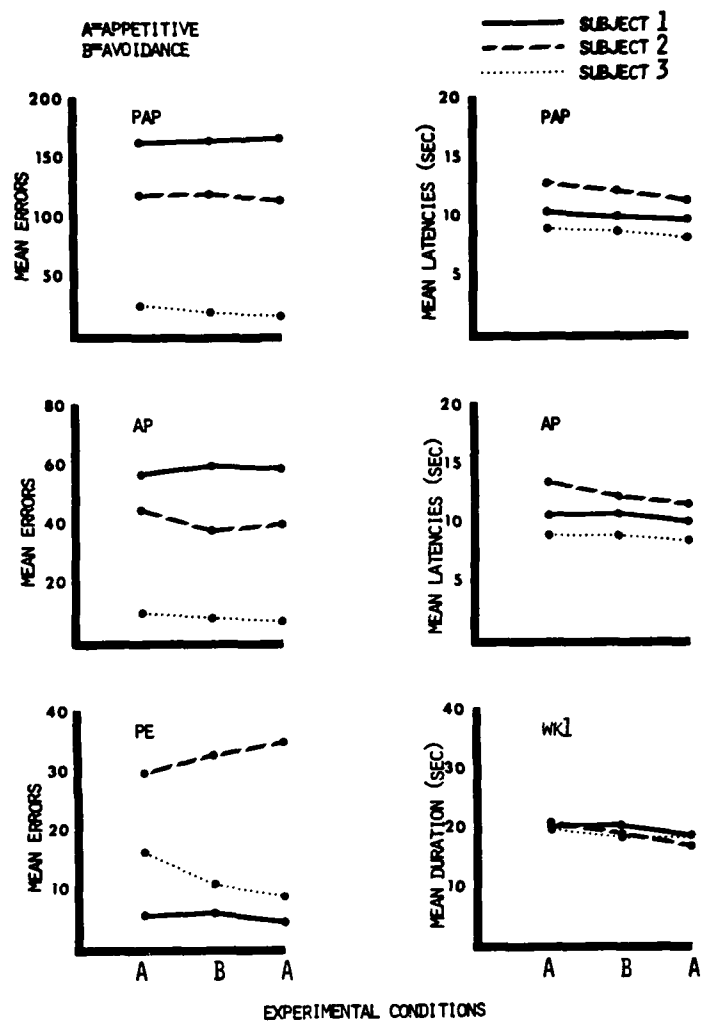 A=APPETITIVE
B=AVOIDANCE
SUBJECT 1
SUBJECT 2
SUBJECT 3
200
150
100
50
MEAN ERRORS
PAP
20
15
10
5
MEAN LATENCIES (SEC)
PAP
80
60
40
20
MEAN ERRORS
AP
20
15
10
5
MEAN LATENCIES (SEC)
AP
40
30
20
10
MEAN ERRORS
PE
A B A
40
30
20
10
MEAN DURATION (SEC)
WK1
A B A
EXPERIMENTAL CONDITIONS